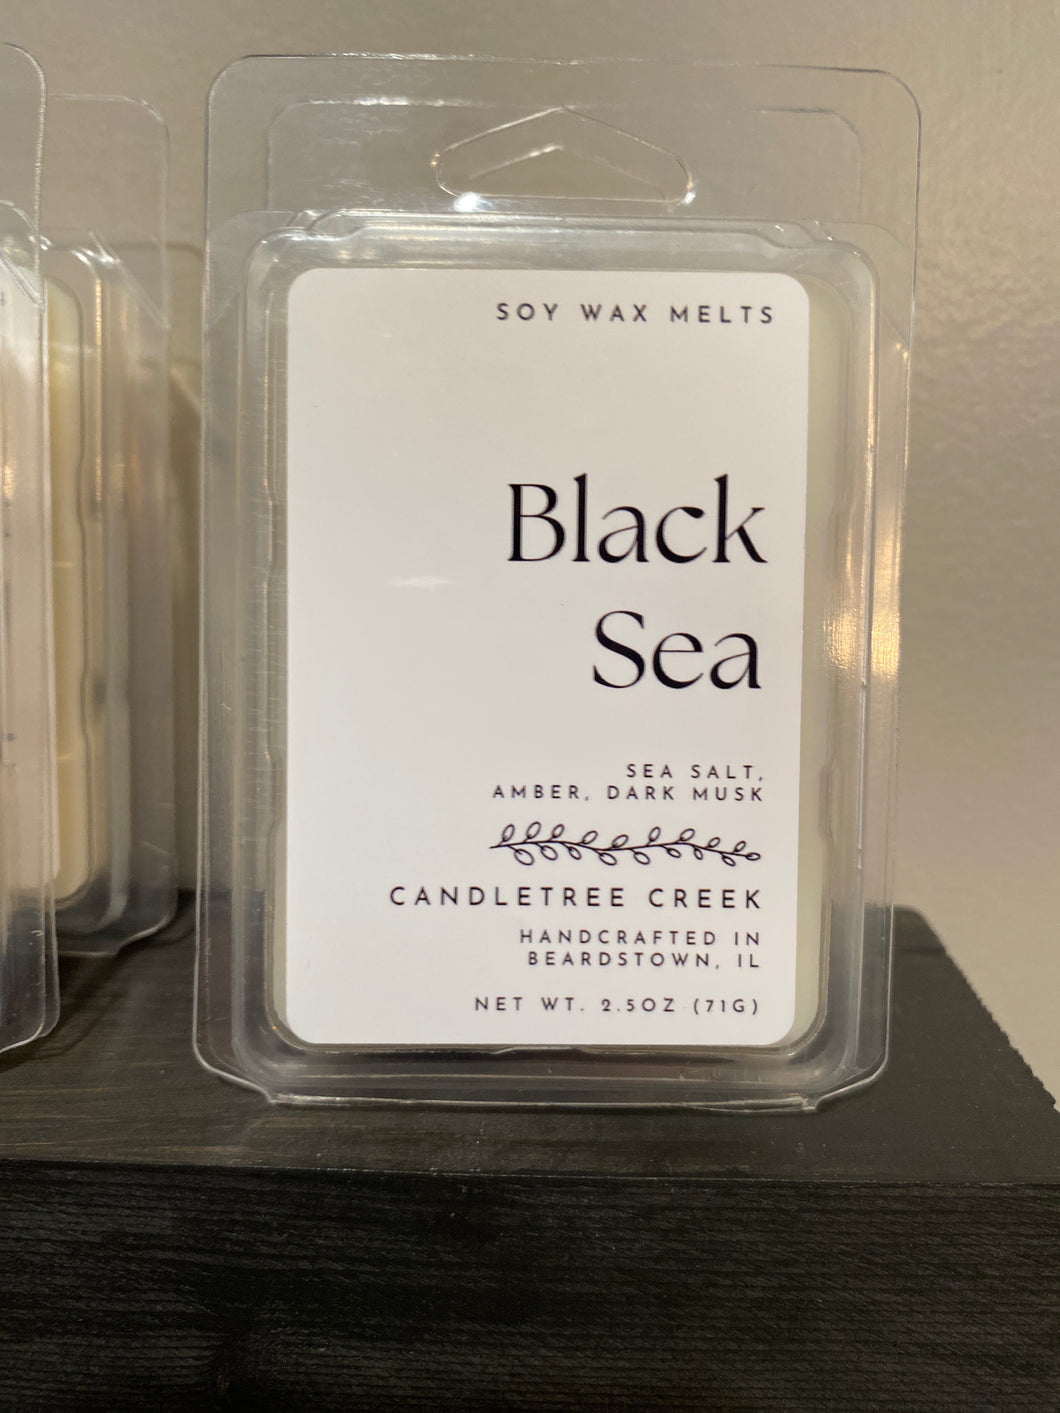 SOY WAX MELTS
Black
Sea
SEA SALT,
AMBER, DARK MUSK
CANDLETREE CREEK
HANDCRAFTED IN
BEARDSTOWN, IL
NET WT. 2.5OZ (71G)